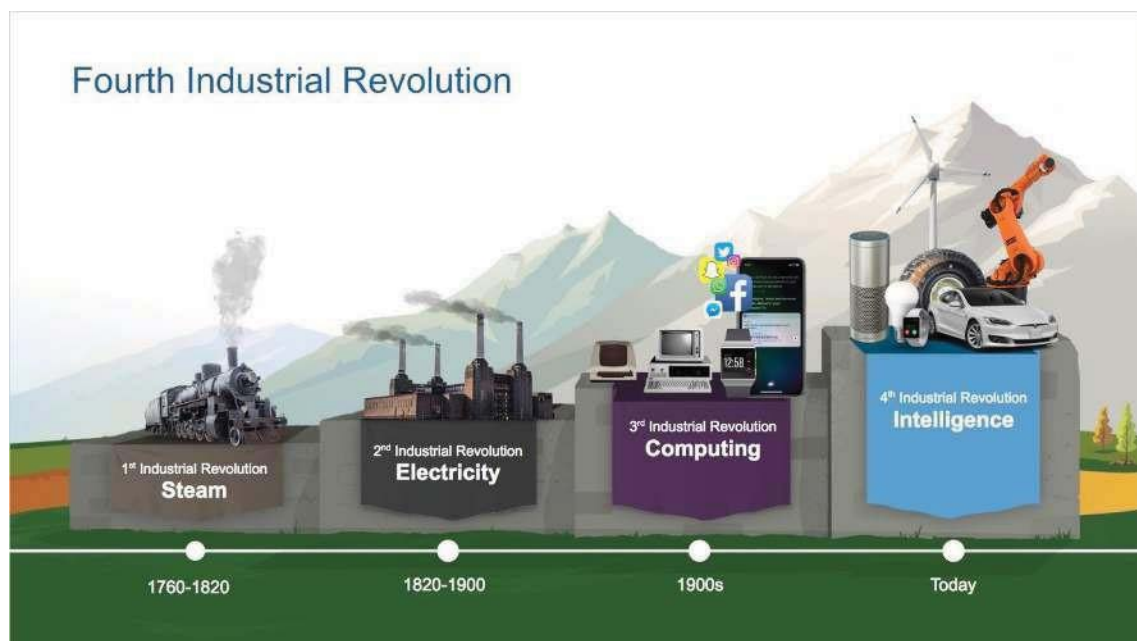 Fourth Industrial Revolution
1st Industrial Revolution
Steam
2nd Industrial Revolution
Electricity
3rd Industrial Revolution
Computing
4th Industrial Revolution
Intelligence
12:58
1760-1820
1820-1900
1900s
Today